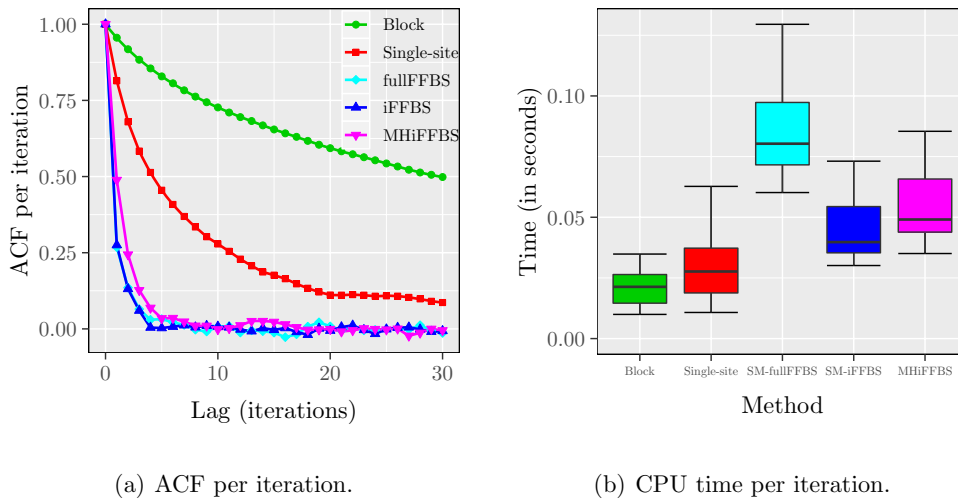 1.00
0.75
0.50
0.25
0.00
ACF per iteration
Block
Single-site
fullFFBS
iFFBS
MHiFFBS
0
10
20
30
Lag (iterations)
(a) ACF per iteration.
0.10
0.05
0.00
Time (in seconds)
Block
Single-site
SM-fullFFBS
SM-iFFBS
MHiFFBS
Method
(b) CPU time per iteration.